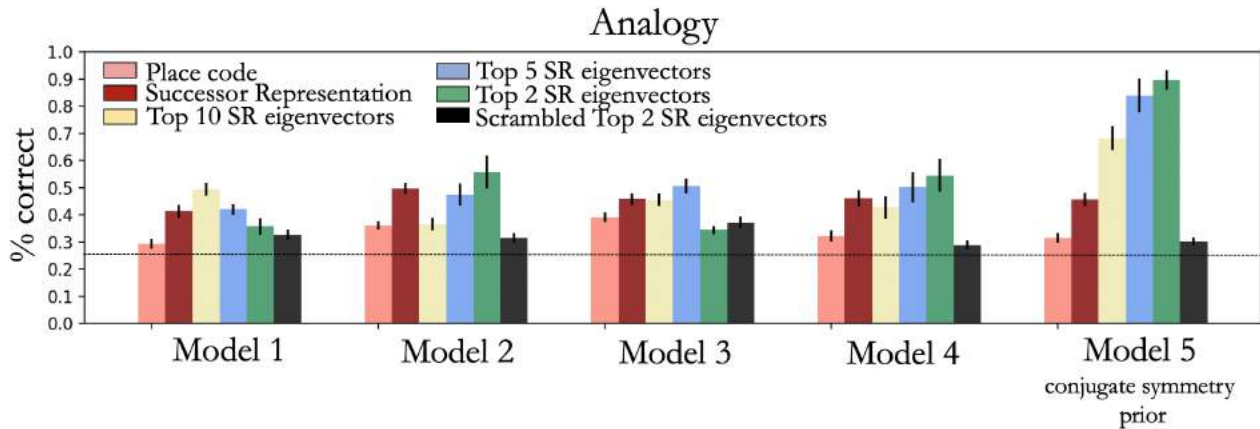 Analogy
% correct
1.0
0.9
0.8
0.7
0.6
0.5
0.4
0.3
0.2
0.1
0.0
Place code
Successor Representation
Top 10 SR eigenvectors
Top 5 SR eigenvectors
Top 2 SR eigenvectors
Scrambled Top 2 SR eigenvectors
Model 1
Model 2
Model 3
Model 4
Model 5
conjugate symmetry
prior